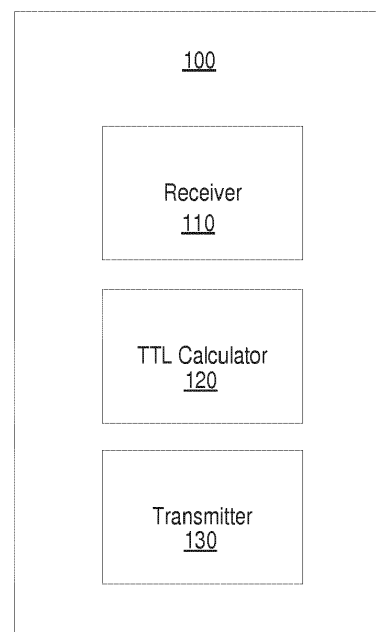 100
Receiver
110
TTL Calculator
120
Transmitter
130